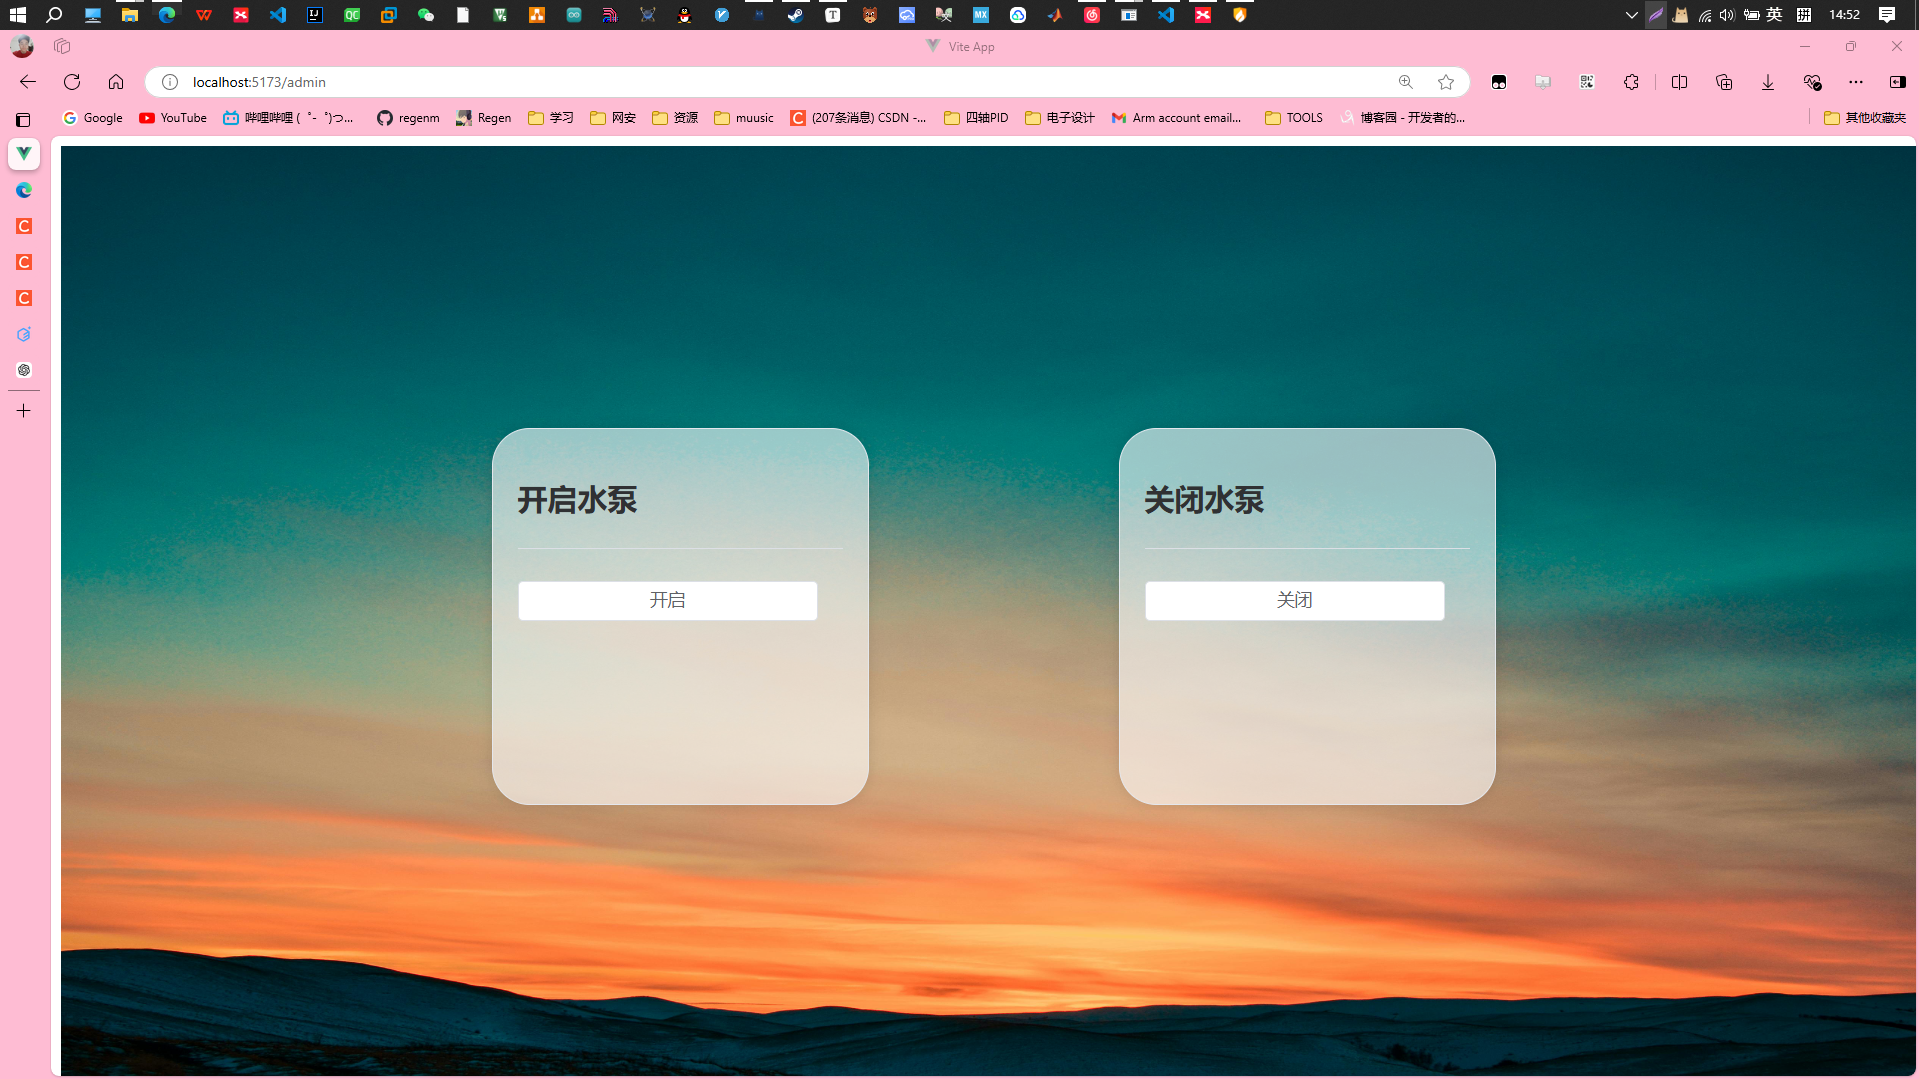 英 拼 14:52
Vite App
localhost:5173/admin
Google YouTube 哔哩哔哩 (゜-゜)つ... regenm Regen 学习 网安 资源 muusic (207条消息) CSDN -... 四轴PID 电子设计 Arm account email... TOOLS 博客园 - 开发者的... 其他收藏夹
开启水泵
开启
关闭水泵
关闭